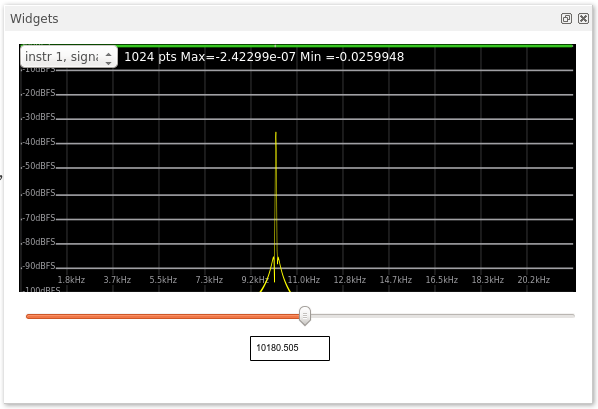 Widgets
instr 1, signa
1024 pts Max=-2.42299e-07 Min =-0.0259948
-10dBFS
-20dBFS
-30dBFS
-40dBFS
-50dBFS
-60dBFS
-70dBFS
-80dBFS
-90dBFS
1.8kHz 3.7kHz 5.5kHz 7.3kHz 9.2kHz 11.0kHz 12.8kHz 14.7kHz 16.5kHz 18.3kHz 20.2kHz
-100dBFS
10180.505